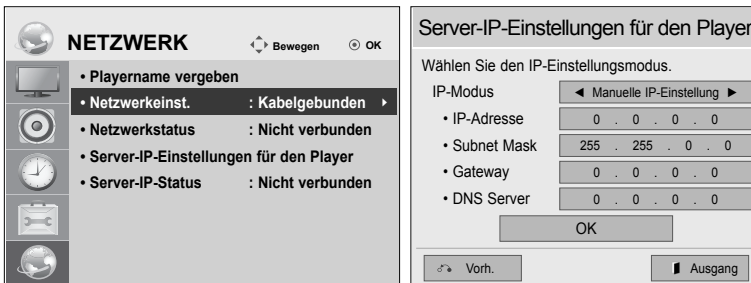 NETZWERK
Bewegen
OK
• Playername vergeben
• Netzwerkeinst. : Kabelgebunden
• Netzwerkstatus : Nicht verbunden
• Server-IP-Einstellungen für den Player
• Server-IP-Status : Nicht verbunden
Server-IP-Einstellungen für den Player
Wählen Sie den IP-Einstellungsmodus.
IP-Modus ◄ Manuelle IP-Einstellung ►
• IP-Adresse 0 . 0 . 0 . 0
• Subnet Mask 255 . 255 . 0 . 0
• Gateway 0 . 0 . 0 . 0
• DNS Server 0 . 0 . 0 . 0
OK
Vorh.
Ausgang